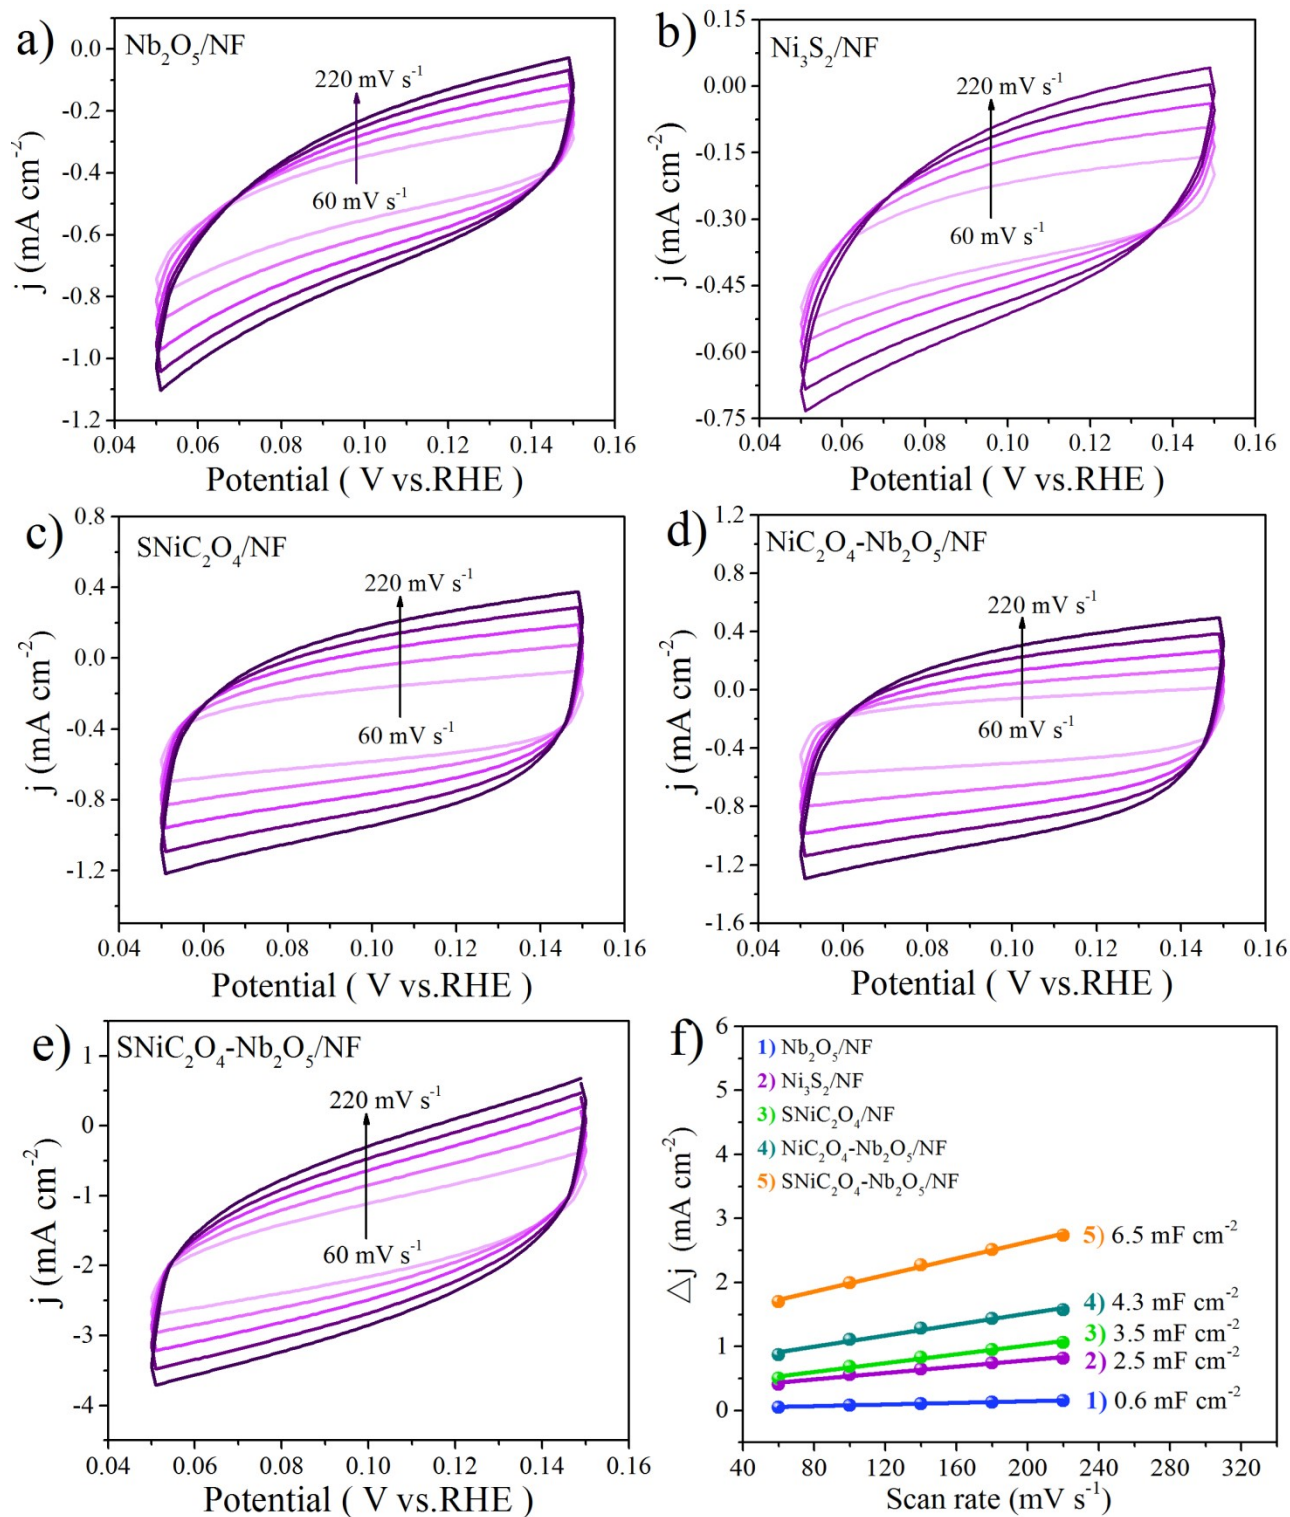 a) Nb₂O₅/NF
220 mV s⁻¹
60 mV s⁻¹
j (mA cm⁻²)
0.0
-0.2
-0.4
-0.6
-0.8
-1.0
-1.2
0.04 0.06 0.08 0.10 0.12 0.14 0.16
Potential ( V vs.RHE )
b) Ni₃S₂/NF
220 mV s⁻¹
60 mV s⁻¹
j (mA cm⁻²)
0.15
0.00
-0.15
-0.30
-0.45
-0.60
-0.75
0.04 0.06 0.08 0.10 0.12 0.14 0.16
Potential ( V vs.RHE )
c) SNiC₂O₄/NF
220 mV s⁻¹
60 mV s⁻¹
j (mA cm⁻²)
0.8
0.4
0.0
-0.4
-0.8
-1.2
0.04 0.06 0.08 0.10 0.12 0.14 0.16
Potential ( V vs.RHE )
d) NiC₂O₄-Nb₂O₅/NF
220 mV s⁻¹
60 mV s⁻¹
j (mA cm⁻²)
1.2
0.8
0.4
0.0
-0.4
-0.8
-1.2
-1.6
0.04 0.06 0.08 0.10 0.12 0.14 0.16
Potential ( V vs.RHE )
e) SNiC₂O₄-Nb₂O₅/NF
220 mV s⁻¹
60 mV s⁻¹
j (mA cm⁻²)
1
0
-1
-2
-3
-4
0.04 0.06 0.08 0.10 0.12 0.14 0.16
Potential ( V vs.RHE )
f)
1) Nb₂O₅/NF
2) Ni₃S₂/NF
3) SNiC₂O₄/NF
4) NiC₂O₄-Nb₂O₅/NF
5) SNiC₂O₄-Nb₂O₅/NF
5) 6.5 mF cm⁻²
4) 4.3 mF cm⁻²
3) 3.5 mF cm⁻²
2) 2.5 mF cm⁻²
1) 0.6 mF cm⁻²
△j (mA cm⁻²)
6
5
4
3
2
1
0
40 80 120 160 200 240 280 320
Scan rate (mV s⁻¹)